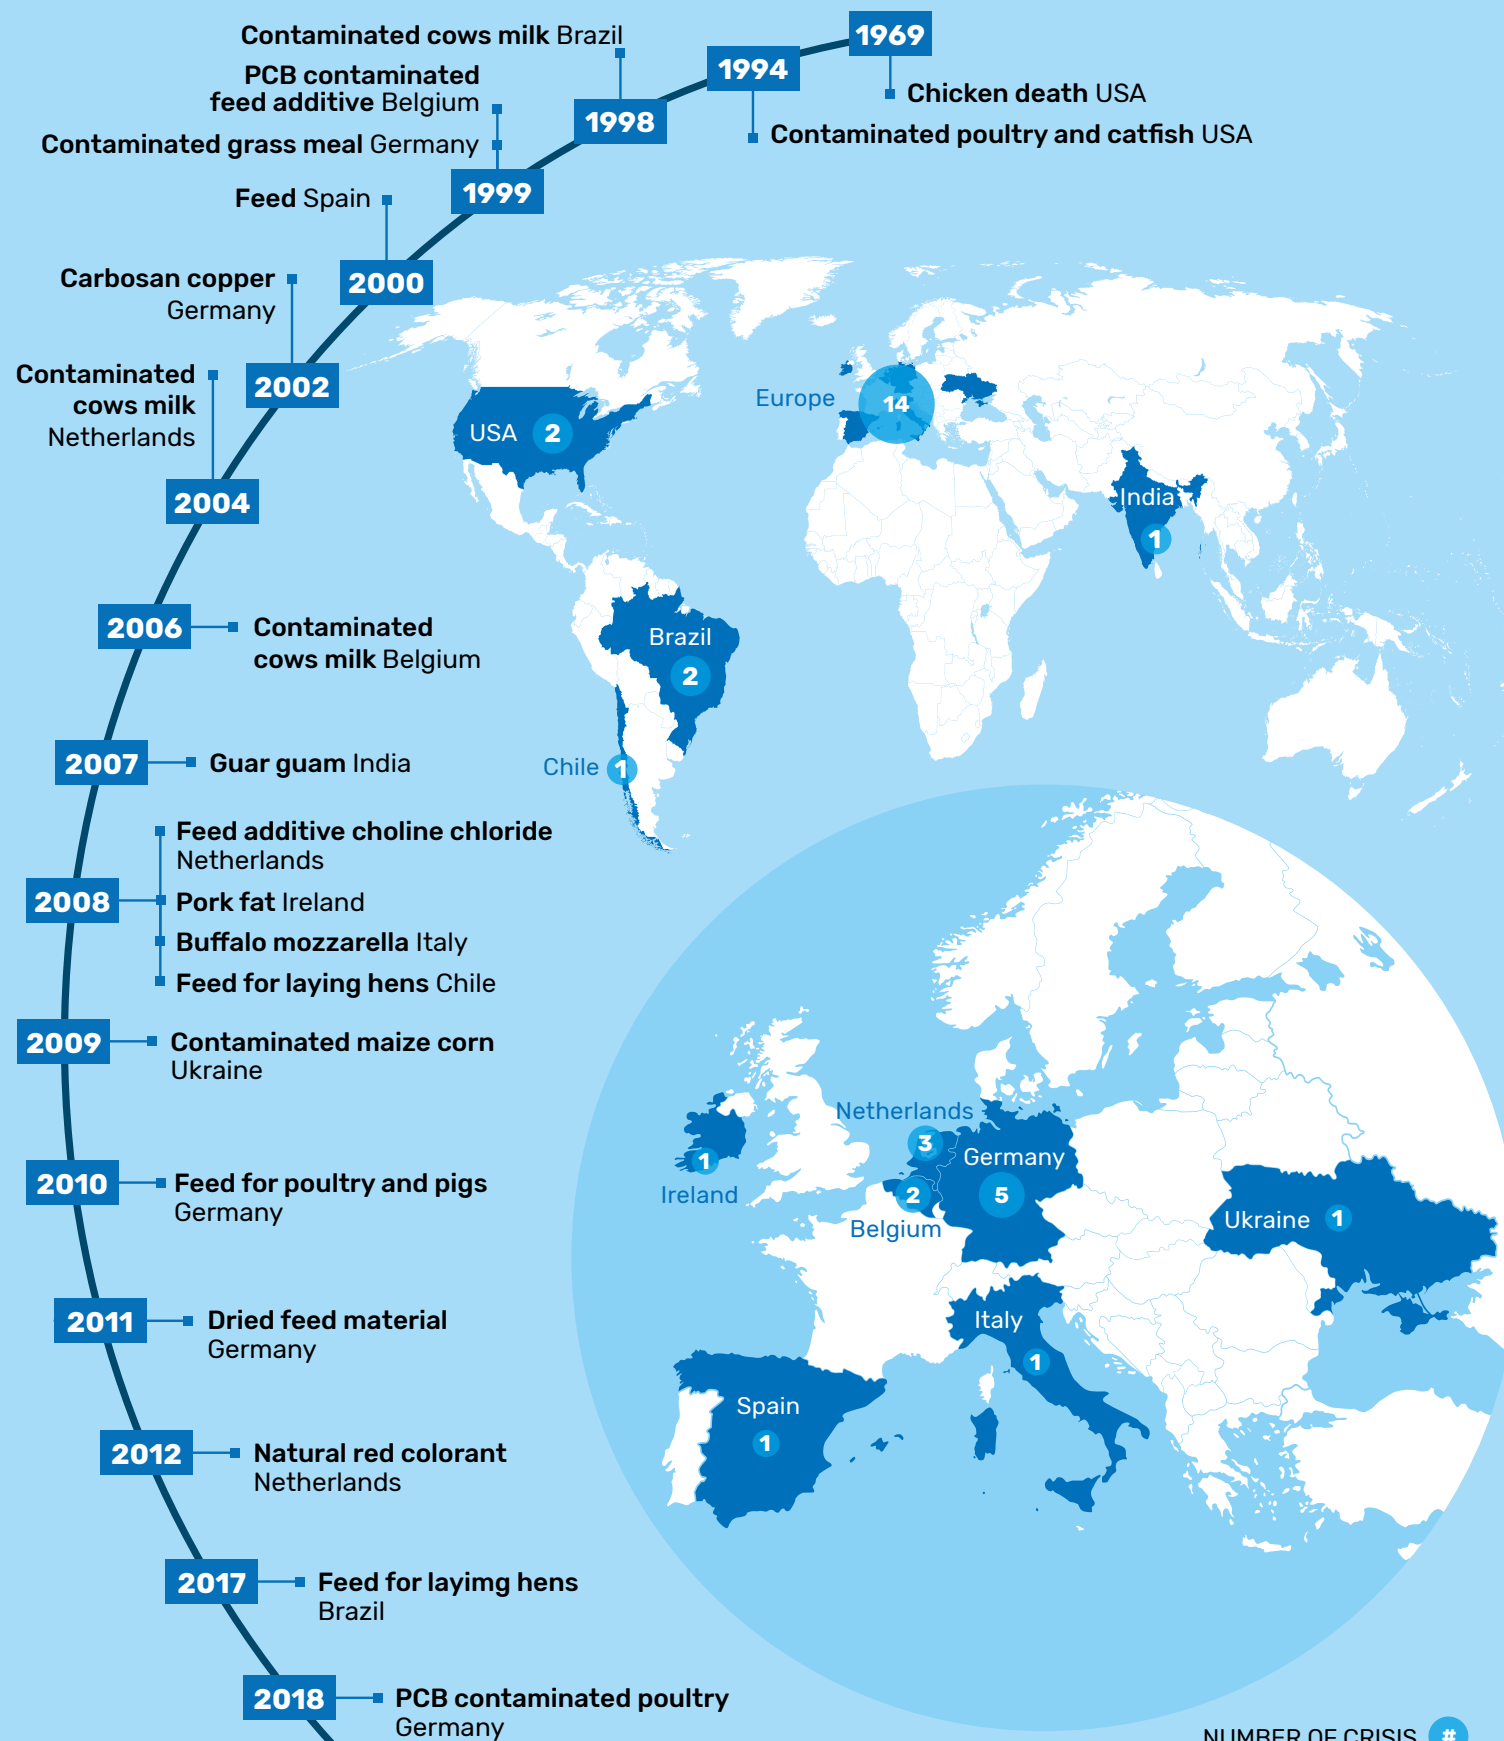 1969
Chicken death USA
1994
Contaminated poultry and catfish USA
Contaminated cows milk Brazil
1998
PCB contaminated
feed additive Belgium
Contaminated grass meal Germany
1999
Feed Spain
2000
Carbosan copper
Germany
2002
Contaminated
cows milk
Netherlands
2004
2006
Contaminated
cows milk Belgium
2007
Guar guam India
2008
Feed additive choline chloride
Netherlands
Pork fat Ireland
Buffalo mozzarella Italy
Feed for laying hens Chile
2009
Contaminated maize corn
Ukraine
2010
Feed for poultry and pigs
Germany
2011
Dried feed material
Germany
2012
Natural red colorant
Netherlands
2017
Feed for layimg hens
Brazil
2018
PCB contaminated poultry
Germany
Europe
14
USA 2
India
1
Brazil
2
Chile 1
Netherlands
3
Germany
5
1
Ireland
2
Belgium
Ukraine 1
Italy
1
Spain
1
NUMBER OF CRISIS #